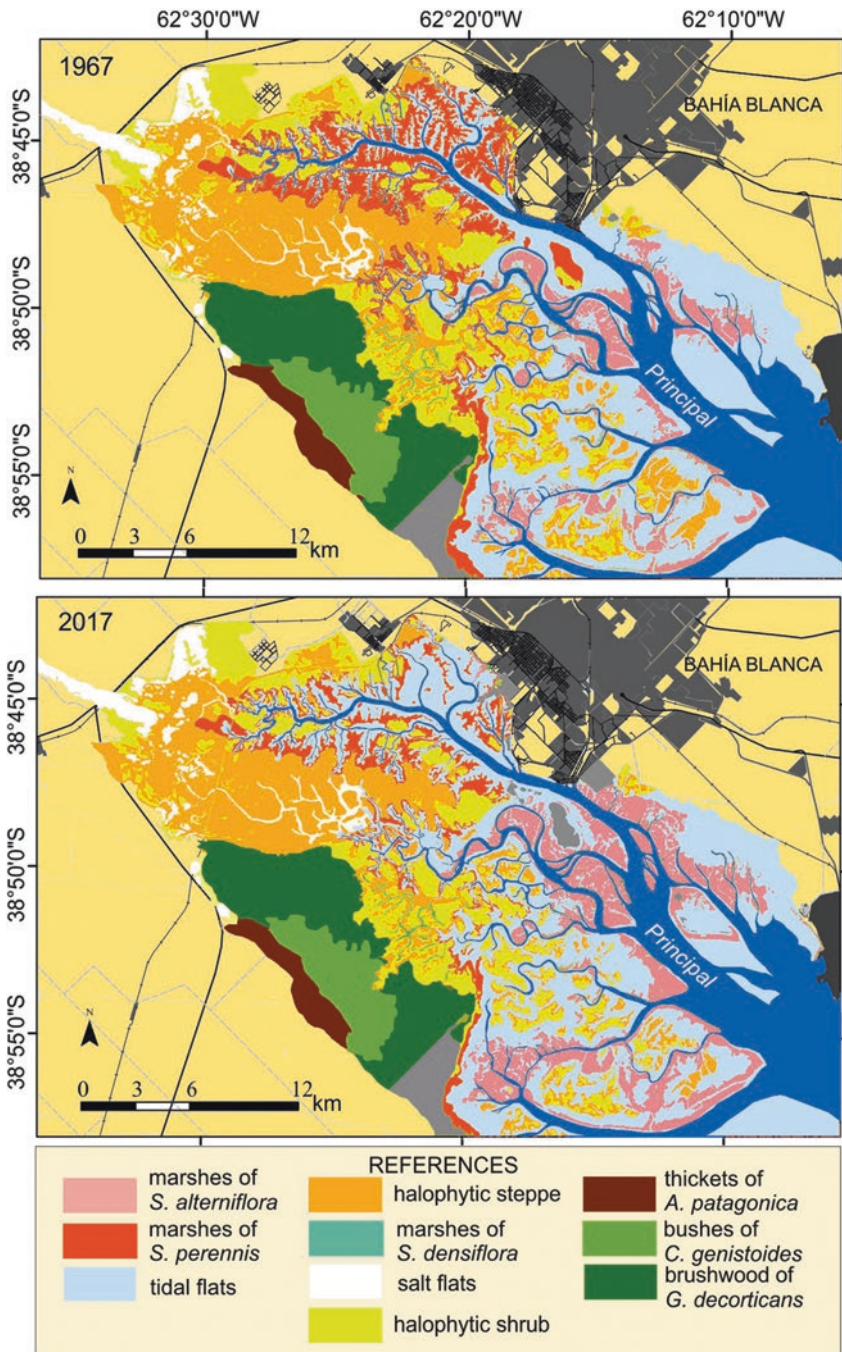 62°30'0"W 62°20'0"W 62°10'0"W
1967
BAHÍA BLANCA
38°45'0"S
38°50'0"S
Principal
38°55'0"S
N
0 3 6 12
km
2017
BAHÍA BLANCA
38°45'0"S
38°50'0"S
Principal
38°55'0"S
N
0 3 6 12
km
REFERENCES
marshes of
S. alterniflora
marshes of
S. perennis
tidal flats
halophytic steppe
marshes of
S. densiflora
salt flats
halophytic shrub
thickets of
A. patagonica
bushes of
C. genistoides
brushwood of
G. decorticans